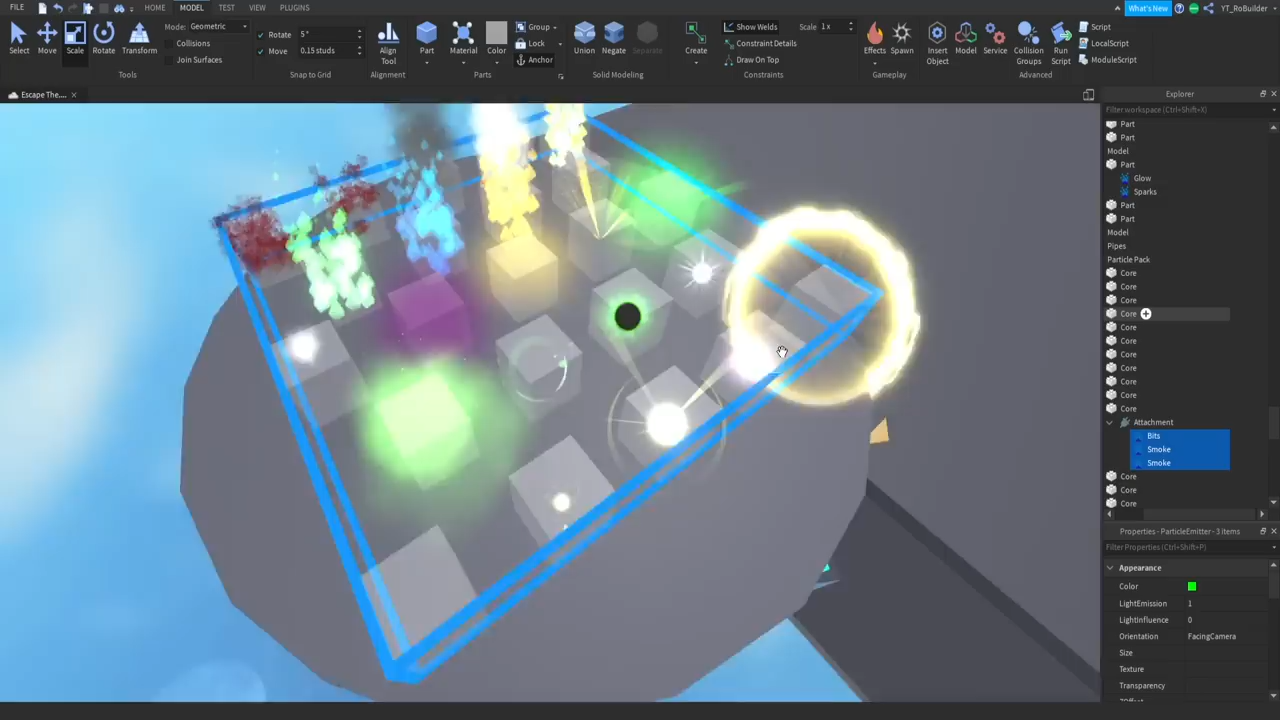 FILE HOME MODEL TEST VIEW PLUGINS What's New YT_RoBuilder
Mode: Geometric Rotate 5 ° Group Show Welds Scale 1 x Script
Collisions Move 0.15 studs Lock Constraint Details LocalScript
Join Surfaces Anchor Draw On Top ModuleScript
Select Move Scale Rotate Transform Align Tool Part Material Color Union Negate Separate Create Effects Spawn Insert Object Model Service Collision Groups Run Script
Tools Snap to Grid Alignment Parts Solid Modeling Constraints Gameplay Advanced
Escape The....
Explorer
Filter workspace (Ctrl+Shift+X)
Part
Part
Model
Part
Glow
Sparks
Part
Part
Model
Pipes
Particle Pack
Core
Core
Core
Core
Core
Core
Core
Core
Core
Core
Core
Attachment
Bits
Smoke
Smoke
Core
Core
Core
Properties - ParticleEmitter - 3 items
Filter Properties (Ctrl+Shift+P)
Appearance
Color
LightEmission 1
LightInfluence 0
Orientation FacingCamera
Size
Texture
Transparency
ZOffset